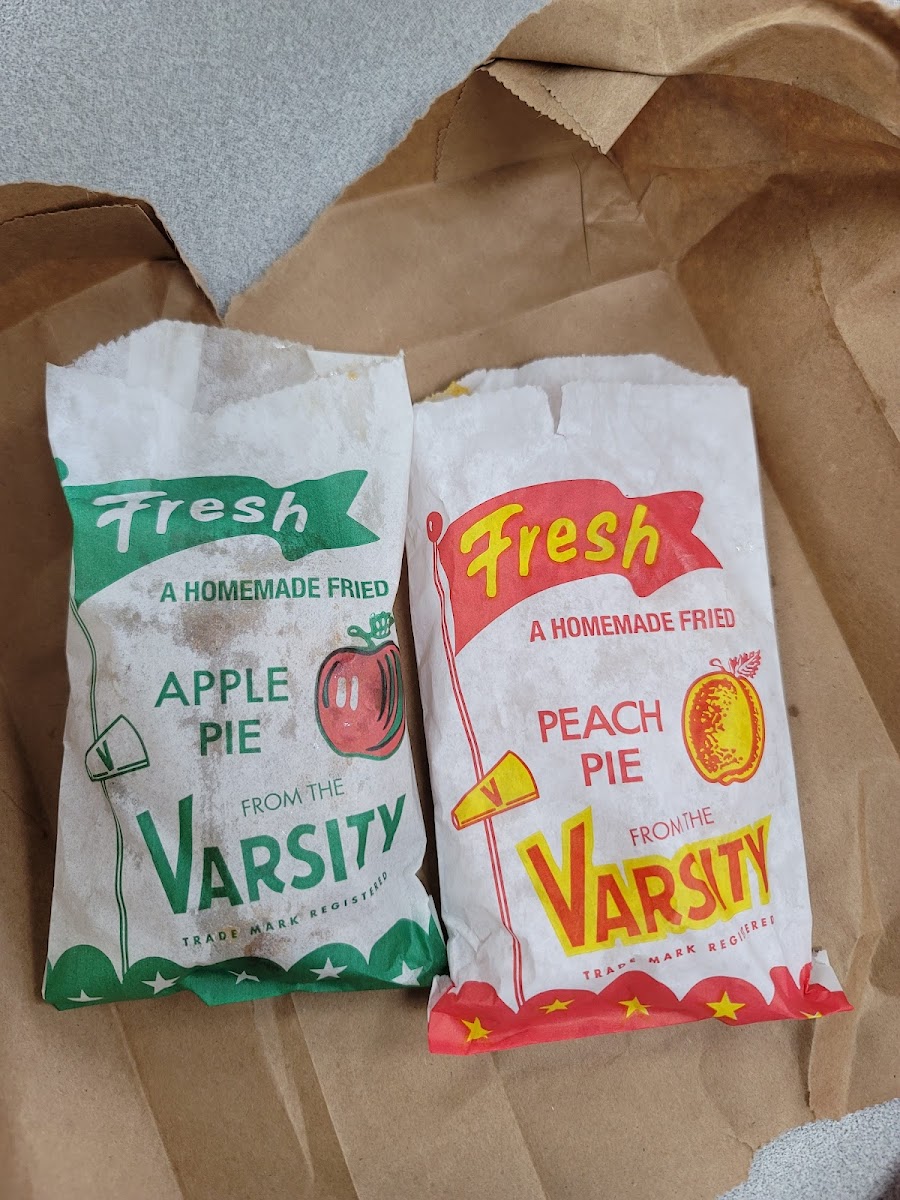 Fresh
A HOMEMADE FRIED
APPLE
PIE
V
FROM THE
VARSITY
TRADE MARK REGISTERED
Fresh
A HOMEMADE FRIED
PEACH
PIE
V
FROM THE
VARSITY
TRADE MARK REGISTERED